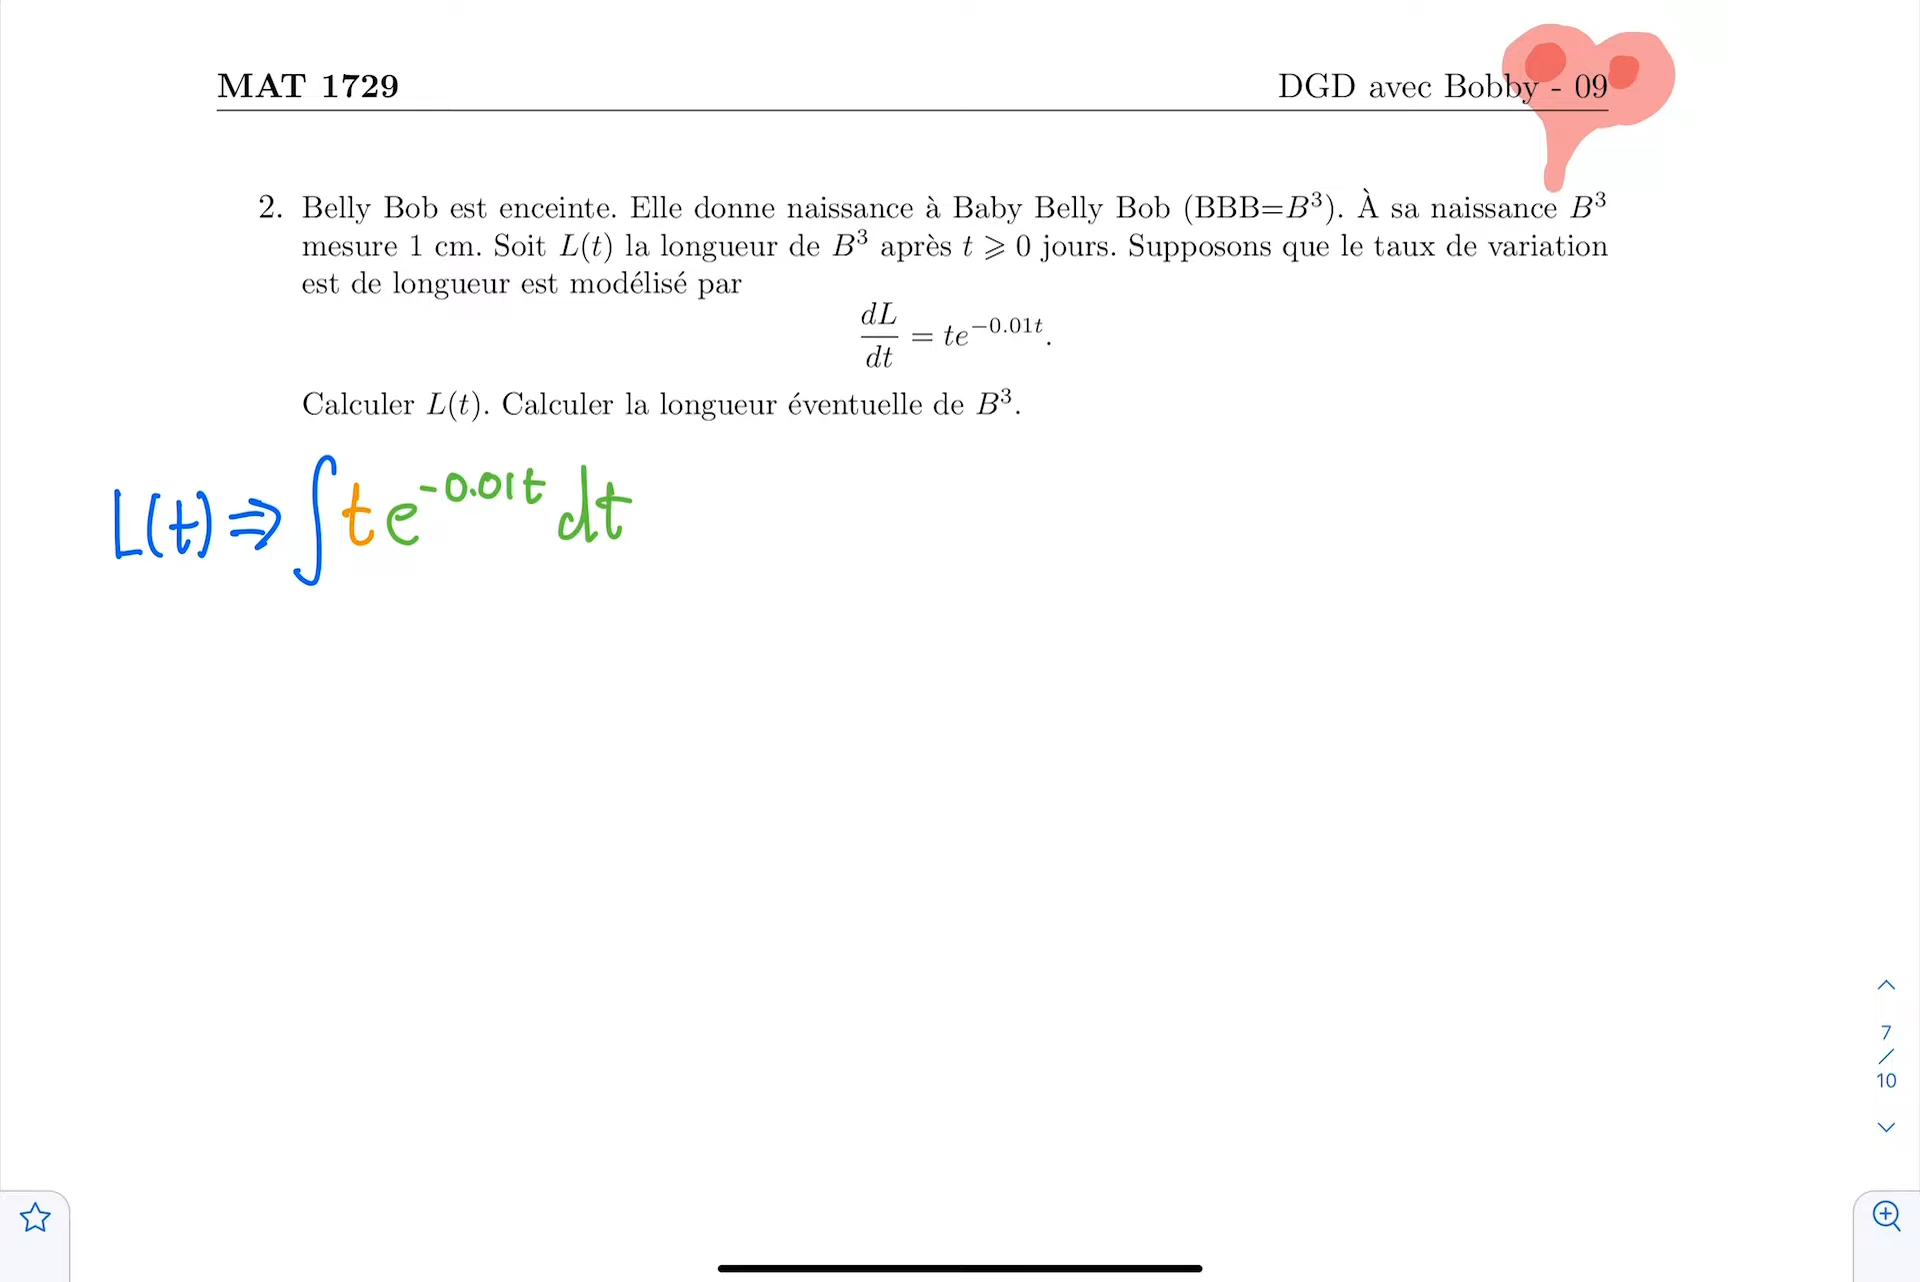 MAT 1729
DGD avec Bobby - 09
2. Belly Bob est enceinte. Elle donne naissance à Baby Belly Bob (BBB=B³). À sa naissance B³
mesure 1 cm. Soit L(t) la longueur de B³ après t ⩾ 0 jours. Supposons que le taux de variation
est de longueur est modélisé par
dL/dt = te^{-0.01t}.
Calculer L(t). Calculer la longueur éventuelle de B³.
L(t) ⇒ ∫ t e^{-0.01t} dt
7
/
10